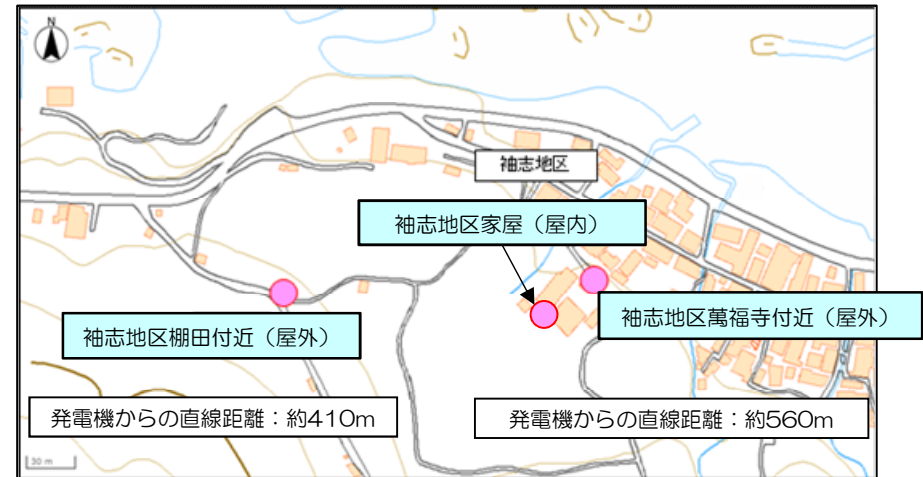 N
袖志地区
袖志地区家屋（屋内）
袖志地区棚田付近（屋外）
袖志地区萬福寺付近（屋外）
発電機からの直線距離：約410m
発電機からの直線距離：約560m
30 m